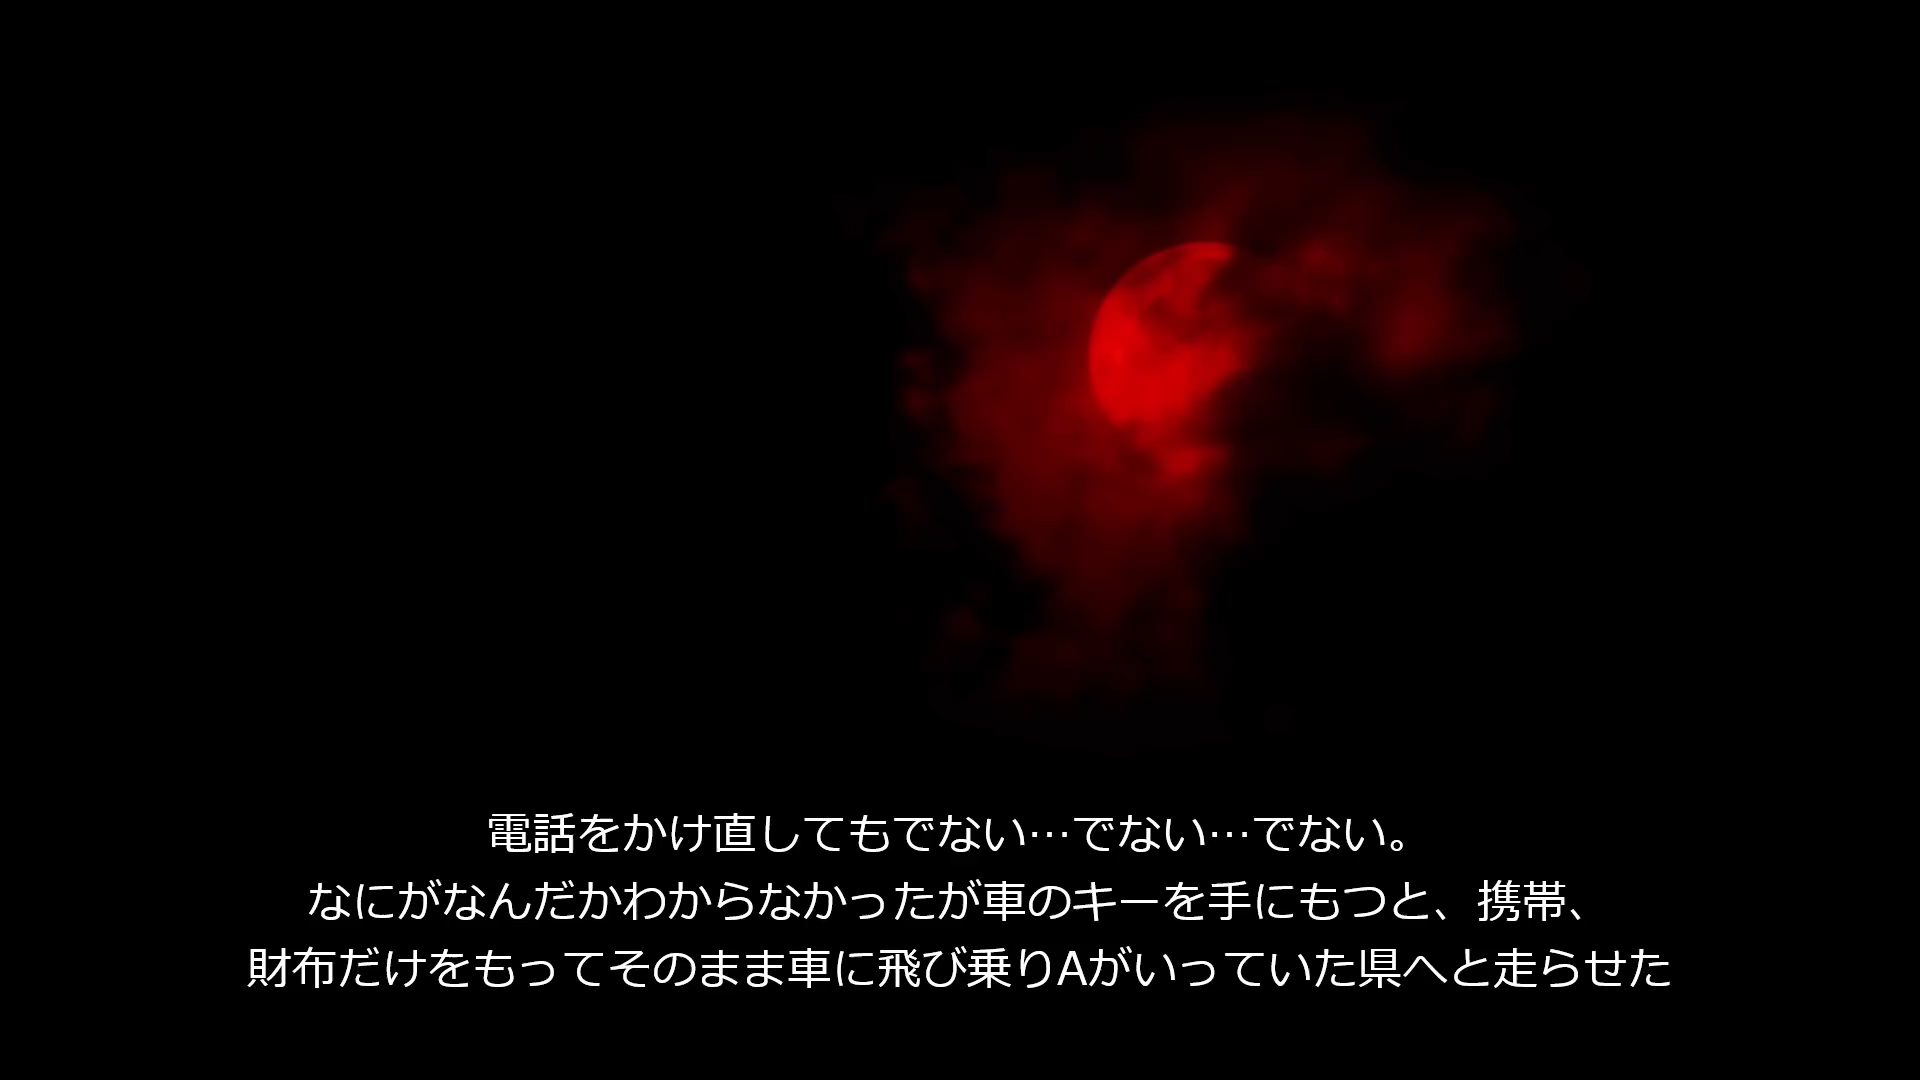 電話をかけ直してもでない…でない…でない。
なにがなんだかわからなかったが車のキーを手にもつと、携帯、
財布だけをもってそのまま車に飛び乗りAがいっていた県へと走らせた